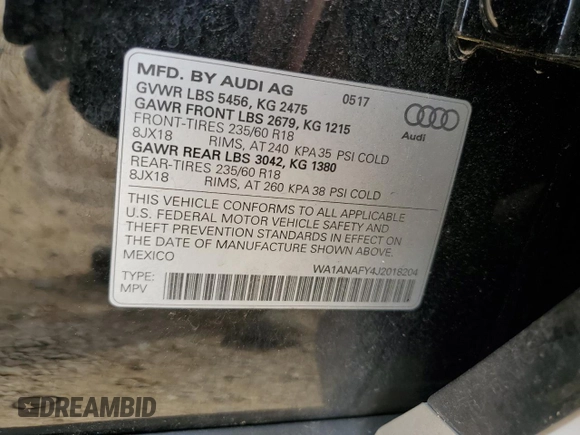 MFD. BY AUDI AG
GVWR LBS 5456, KG 2475 0517
GAWR FRONT LBS 2679, KG 1215
FRONT-TIRES 235/60 R18
8JX18 RIMS, AT 240 KPA 35 PSI COLD
GAWR REAR LBS 3042, KG 1380
REAR-TIRES 235/60 R18
8JX18 RIMS, AT 260 KPA 38 PSI COLD
Audi
THIS VEHICLE CONFORMS TO ALL APPLICABLE
U.S. FEDERAL MOTOR VEHICLE SAFETY AND
THEFT PREVENTION STANDARDS IN EFFECT ON
THE DATE OF MANUFACTURE SHOWN ABOVE.
MEXICO
WA1ANAFY4J2018204
TYPE:
MPV
DREAMBID